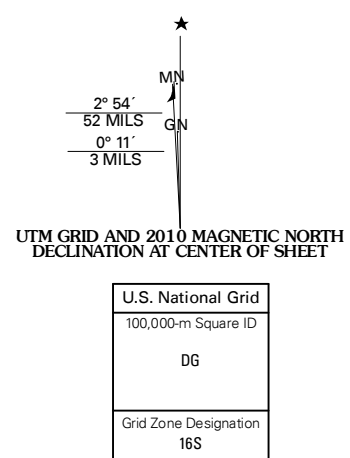 MN
2° 54´
52 MILS
GN
0° 11´
3 MILS
UTM GRID AND 2010 MAGNETIC NORTH
DECLINATION AT CENTER OF SHEET
U.S. National Grid
100,000-m Square ID
DG
Grid Zone Designation
16S